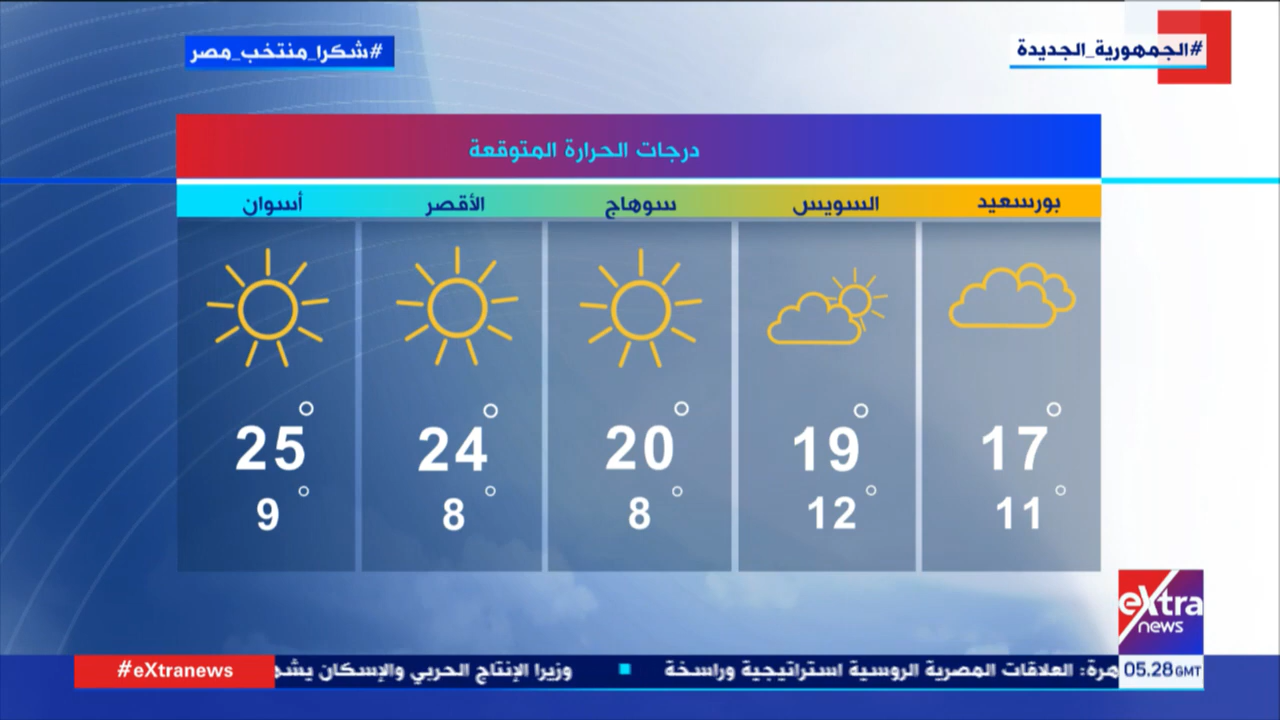 #الجمهورية_الجديدة
#شكرا_منتخب_مصر
درجات الحرارة المتوقعة
بورسعيد السويس سوهاج الأقصر أسوان
17° 19° 20° 24° 25°
11° 12° 8° 8° 9°
eXtra
news
05.28 GMT
العلاقات المصرية الروسية استراتيجية وراسخة ■ وزيرا الإنتاج الحربي والإسكان
#eXtranews